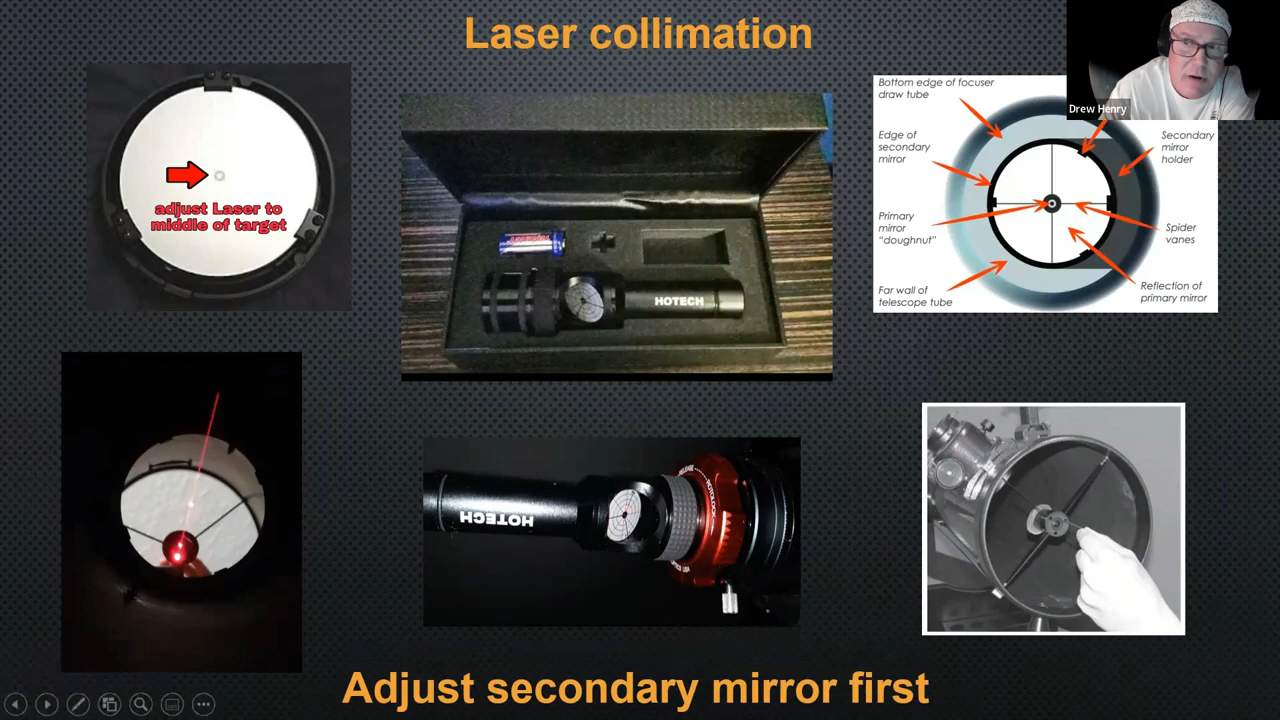 Laser collimation
Drew Henry
adjust Laser to
middle of target
HOTECH
Bottom edge of focuser
draw tube
Edge of
secondary
mirror
Primary
mirror
“doughnut”
Far wall of
telescope tube
Secondary
mirror
holder
Spider
vanes
Reflection of
primary mirror
HOTECH
RELEASE
Adjust secondary mirror first